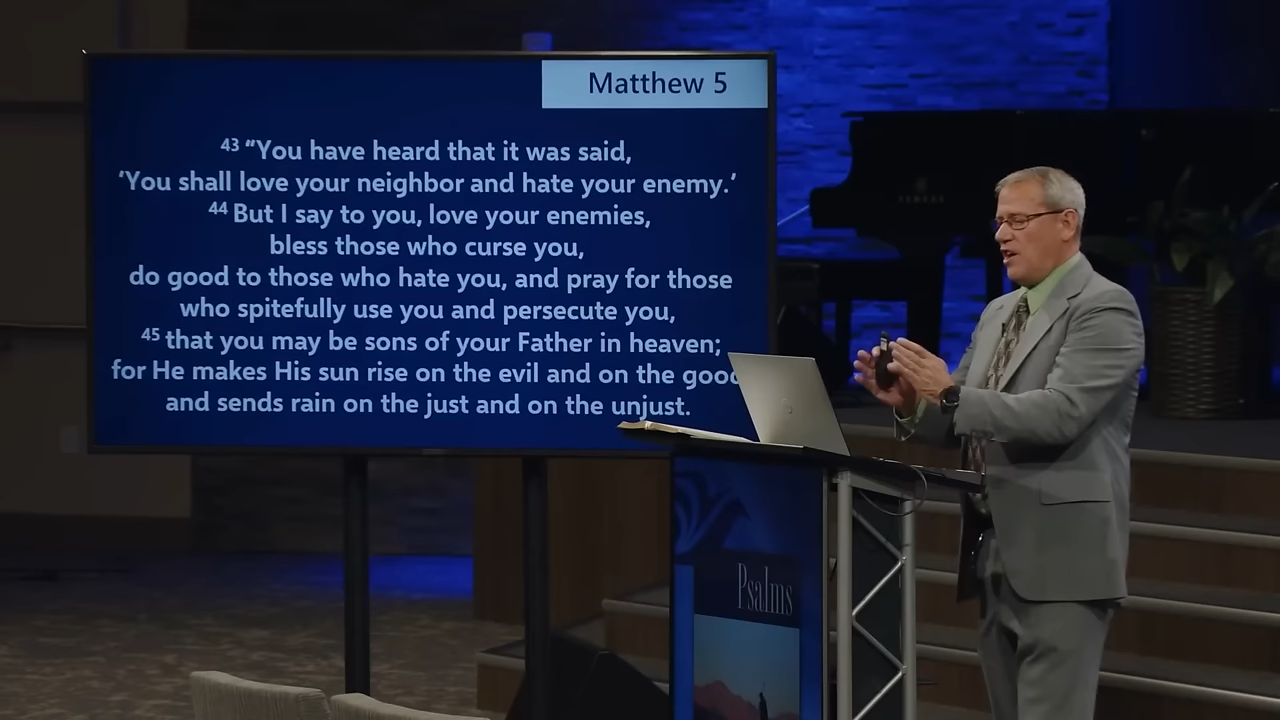 Matthew 5
43 “You have heard that it was said,
‘You shall love your neighbor and hate your enemy.’
44 But I say to you, love your enemies,
bless those who curse you,
do good to those who hate you, and pray for those
who spitefully use you and persecute you,
45 that you may be sons of your Father in heaven;
for He makes His sun rise on the evil and on the good
and sends rain on the just and on the unjust.
YAMAHA
Psalms